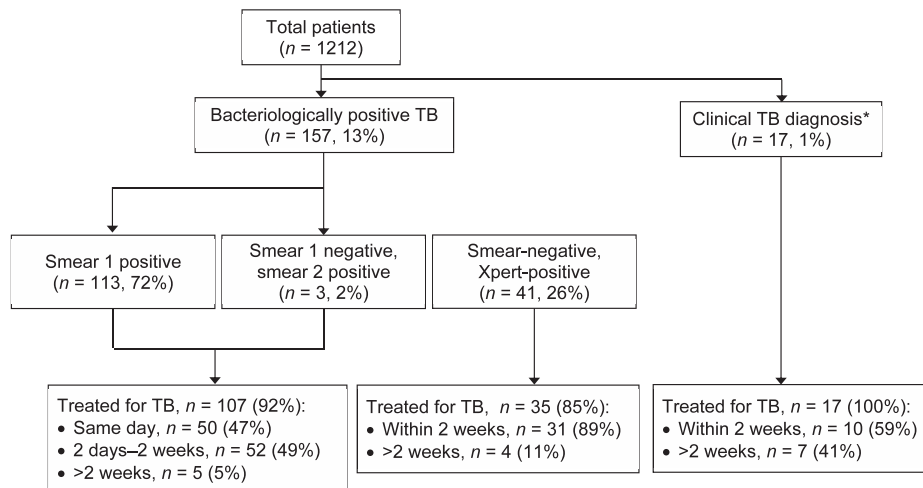 Total patients
(n = 1212)
Bacteriologically positive TB
(n = 157, 13%)
Clinical TB diagnosis*
(n = 17, 1%)
Smear 1 positive
(n = 113, 72%)
Smear 1 negative,
smear 2 positive
(n = 3, 2%)
Smear-negative,
Xpert-positive
(n = 41, 26%)
Treated for TB, n = 107 (92%):
• Same day, n = 50 (47%)
• 2 days–2 weeks, n = 52 (49%)
• >2 weeks, n = 5 (5%)
Treated for TB, n = 35 (85%):
• Within 2 weeks, n = 31 (89%)
• >2 weeks, n = 4 (11%)
Treated for TB, n = 17 (100%):
• Within 2 weeks, n = 10 (59%)
• >2 weeks, n = 7 (41%)